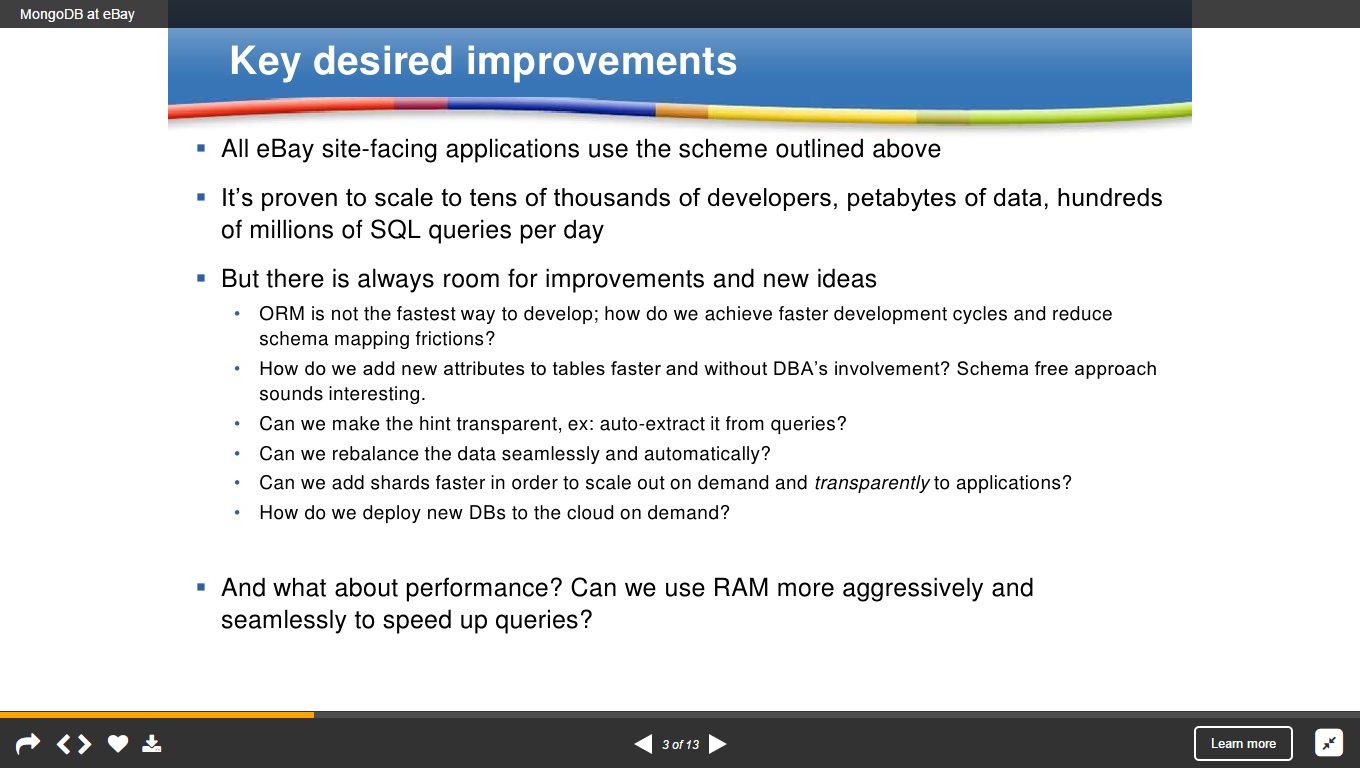 MongoDB at eBay
Key desired improvements
All eBay site-facing applications use the scheme outlined above
It’s proven to scale to tens of thousands of developers, petabytes of data, hundreds
of millions of SQL queries per day
But there is always room for improvements and new ideas
ORM is not the fastest way to develop; how do we achieve faster development cycles and reduce
schema mapping frictions?
How do we add new attributes to tables faster and without DBA’s involvement? Schema free approach
sounds interesting.
Can we make the hint transparent, ex: auto-extract it from queries?
Can we rebalance the data seamlessly and automatically?
Can we add shards faster in order to scale out on demand and transparently to applications?
How do we deploy new DBs to the cloud on demand?
And what about performance? Can we use RAM more aggressively and
seamlessly to speed up queries?
3 of 13
Learn more